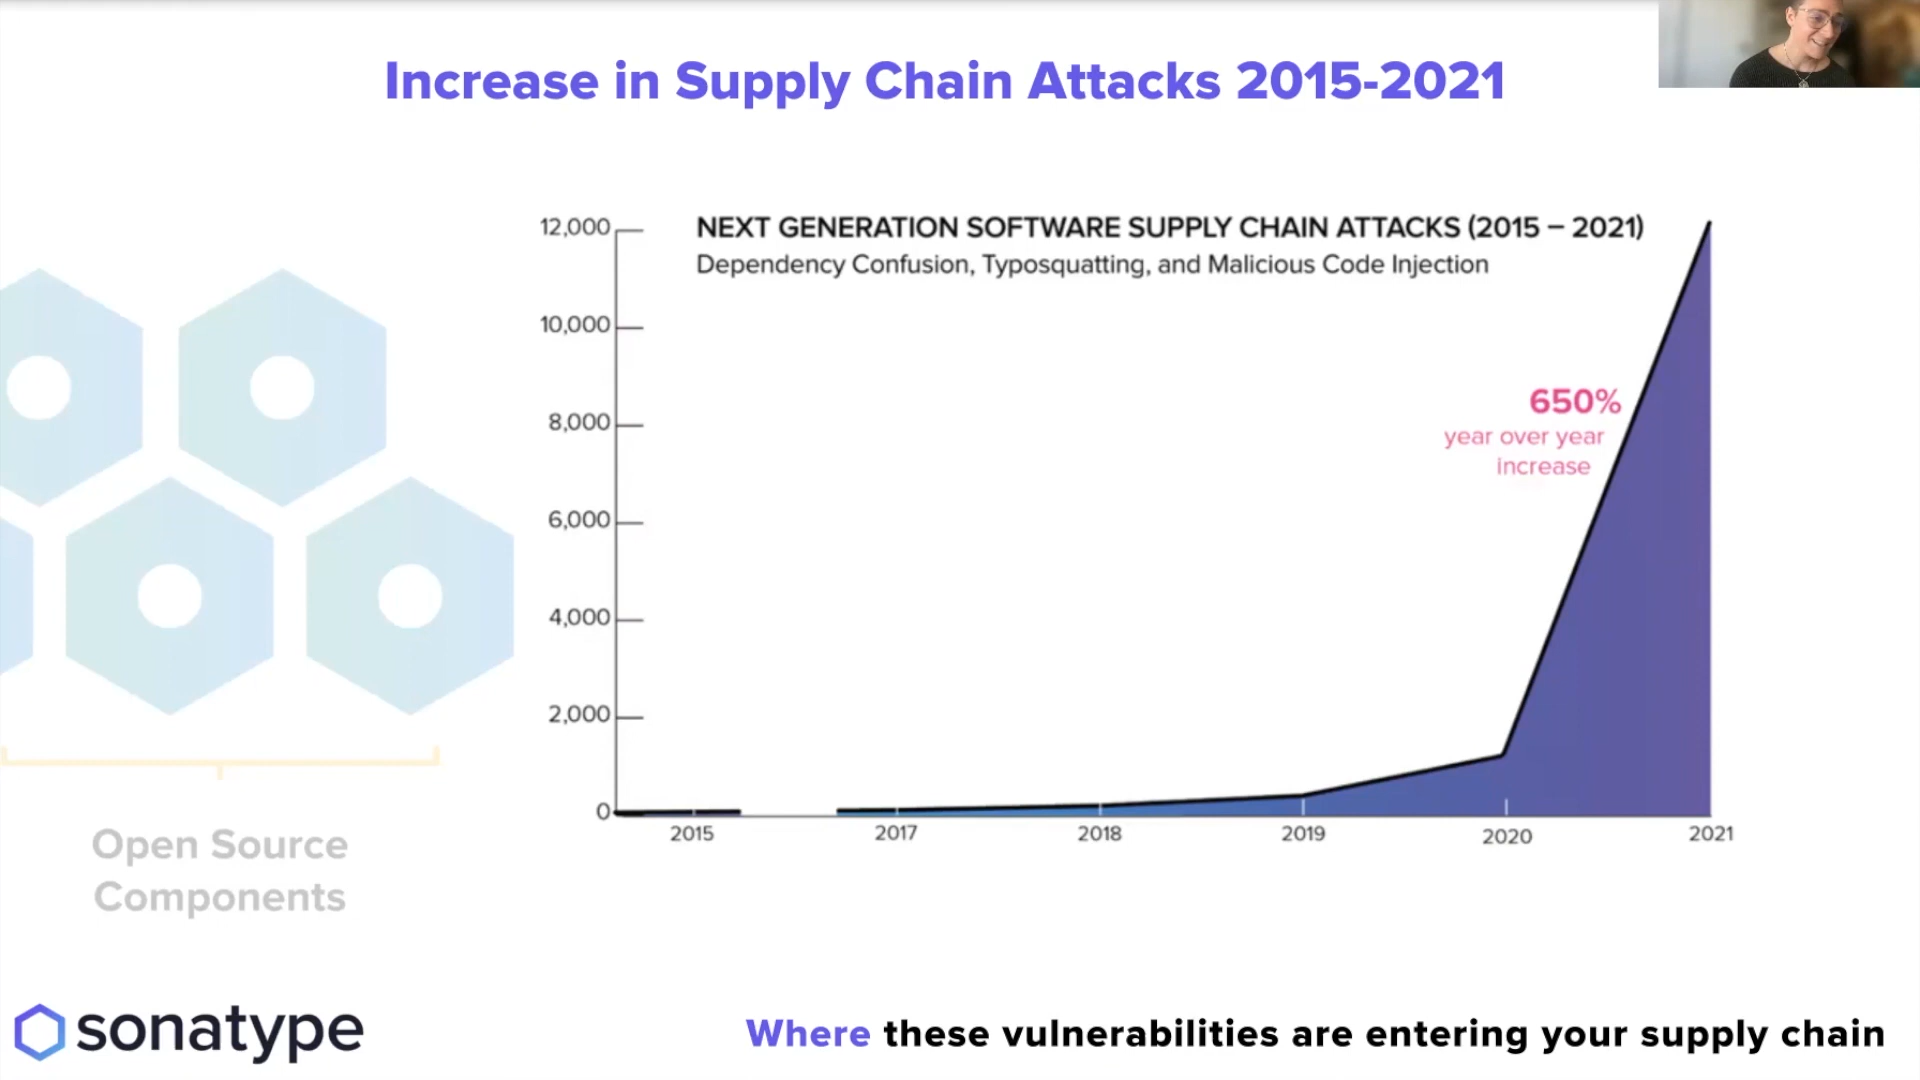 Increase in Supply Chain Attacks 2015-2021
NEXT GENERATION SOFTWARE SUPPLY CHAIN ATTACKS (2015 – 2021)
Dependency Confusion, Typosquatting, and Malicious Code Injection
12,000
10,000
8,000
6,000
4,000
2,000
0
650%
year over year
increase
2015
2017
2018
2019
2020
2021
Open Source
Components
sonatype
Where these vulnerabilities are entering your supply chain